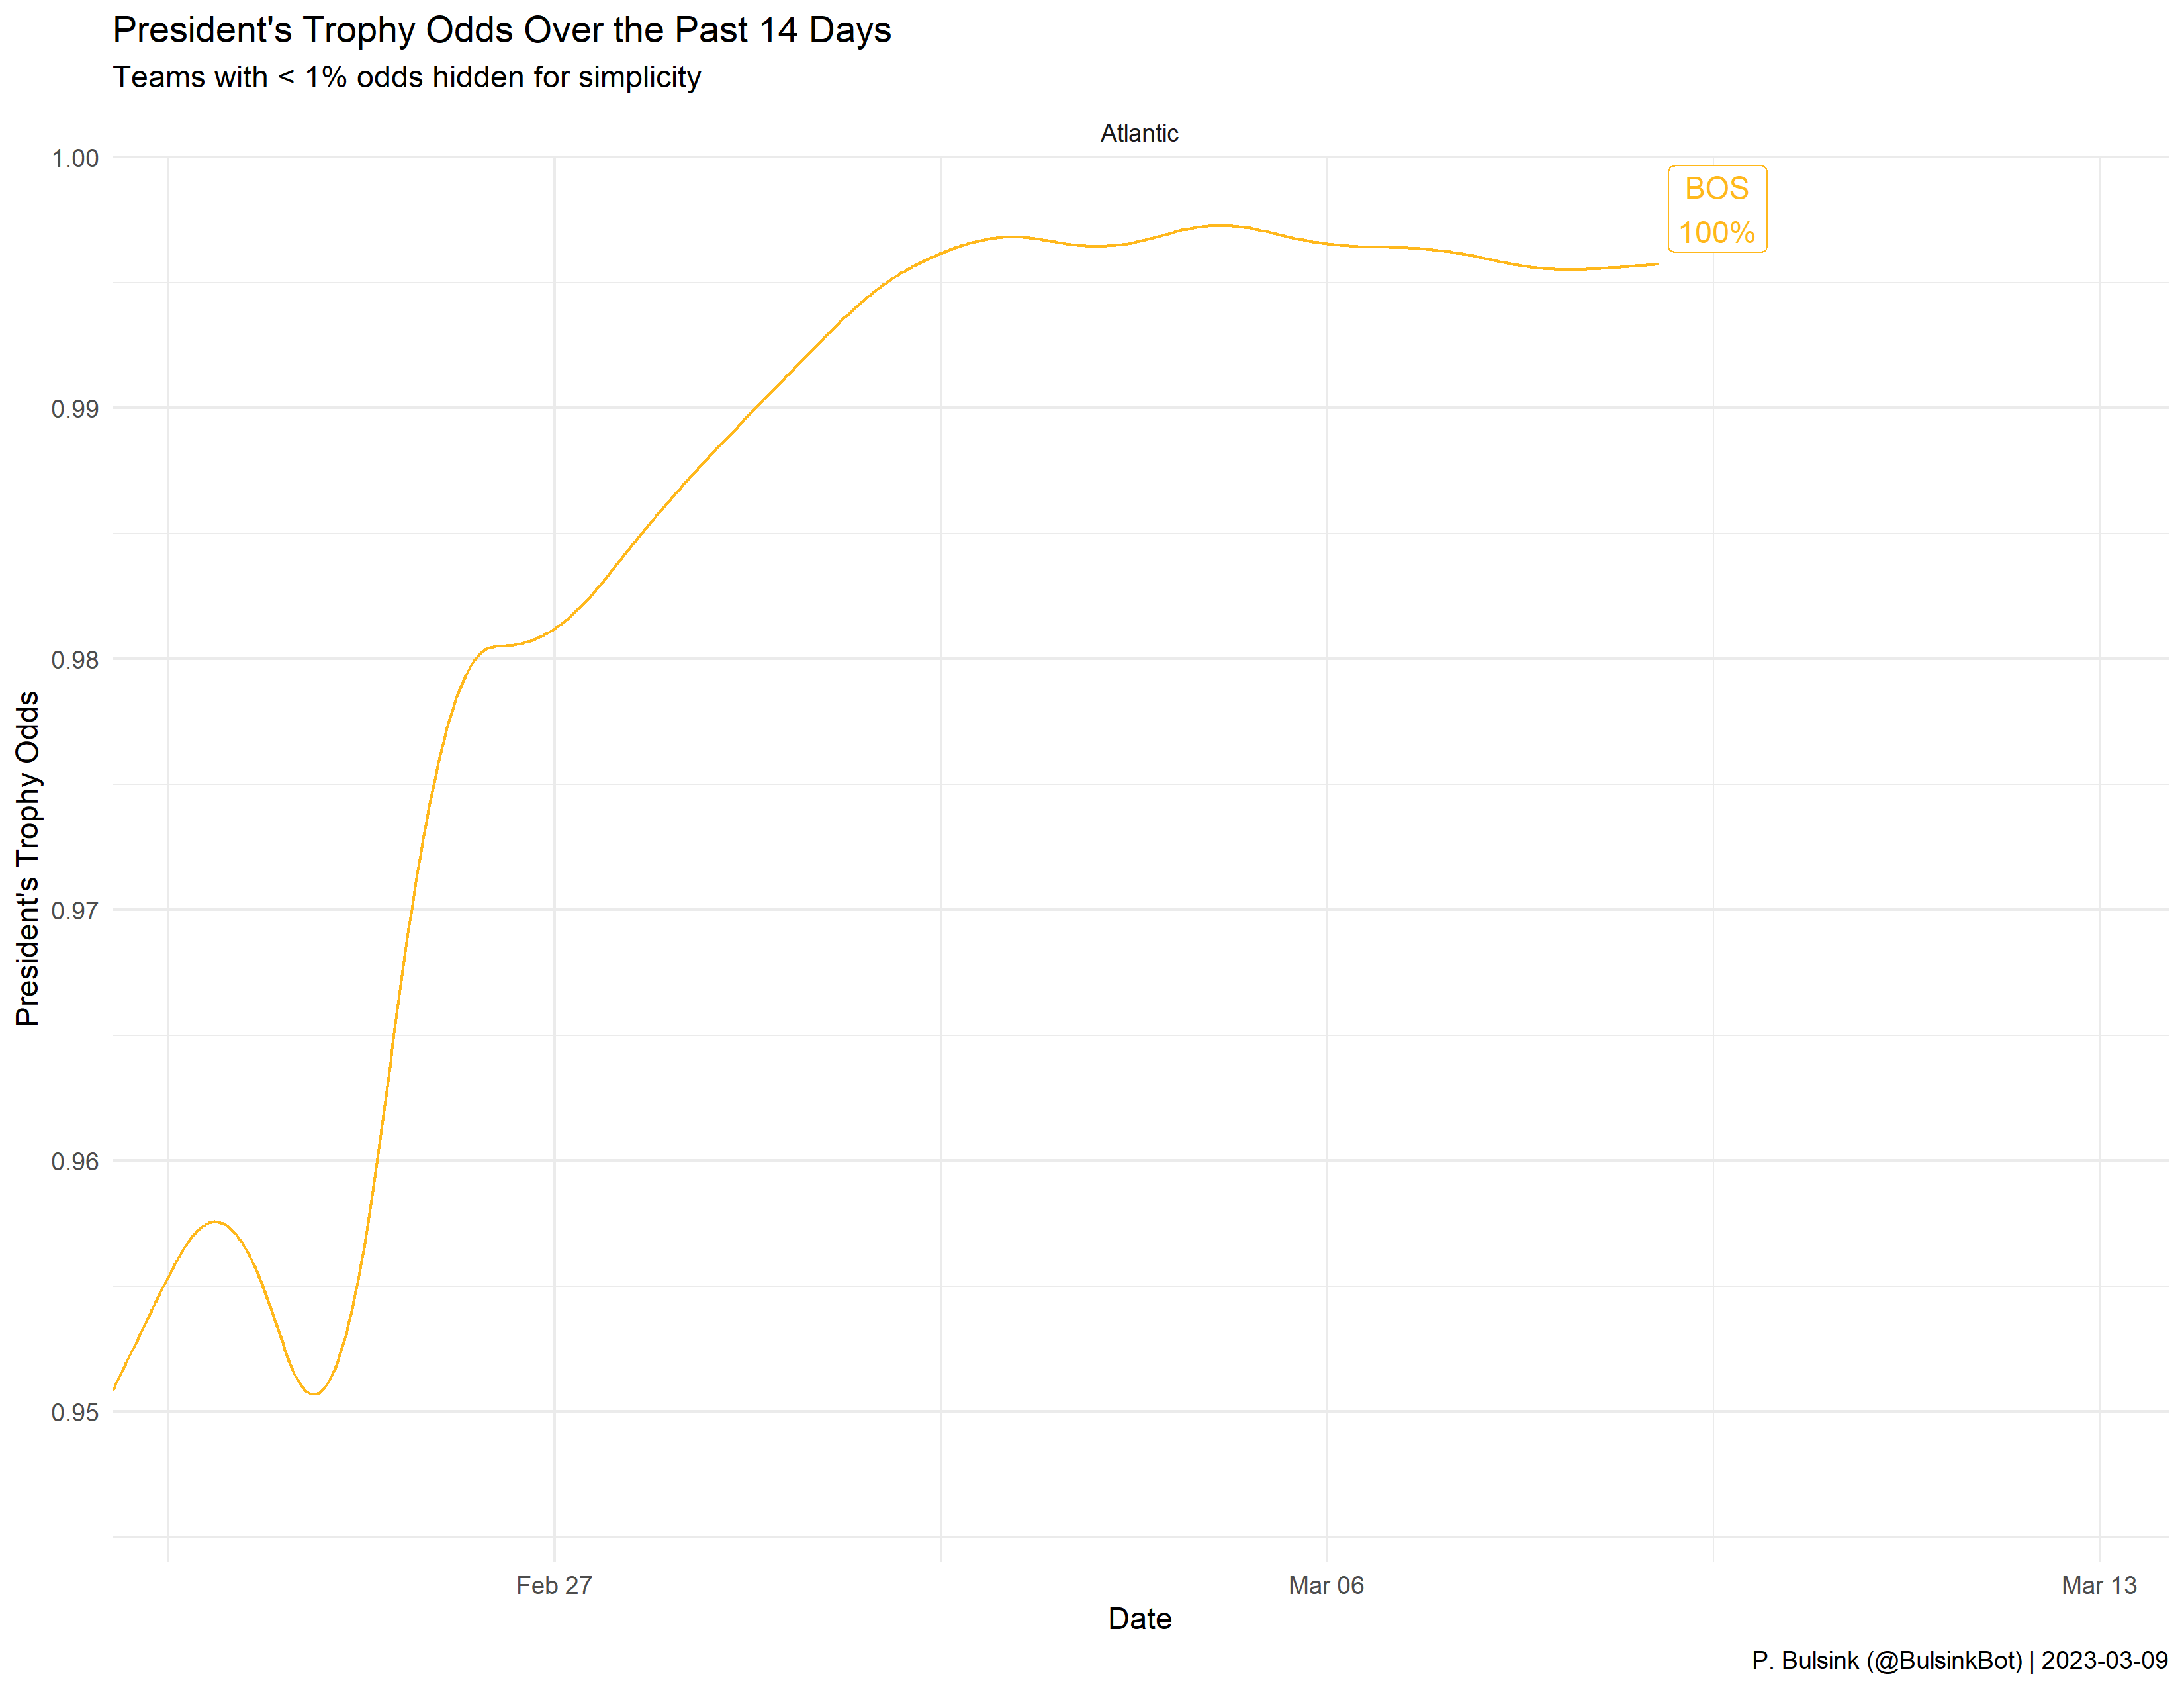 President's Trophy Odds Over the Past 14 Days
Teams with < 1% odds hidden for simplicity
Atlantic
1.00
0.99
0.98
0.97
0.96
0.95
President's Trophy Odds
BOS
100%
Feb 27
Mar 06
Mar 13
Date
P. Bulsink (@BulsinkBot) | 2023-03-09